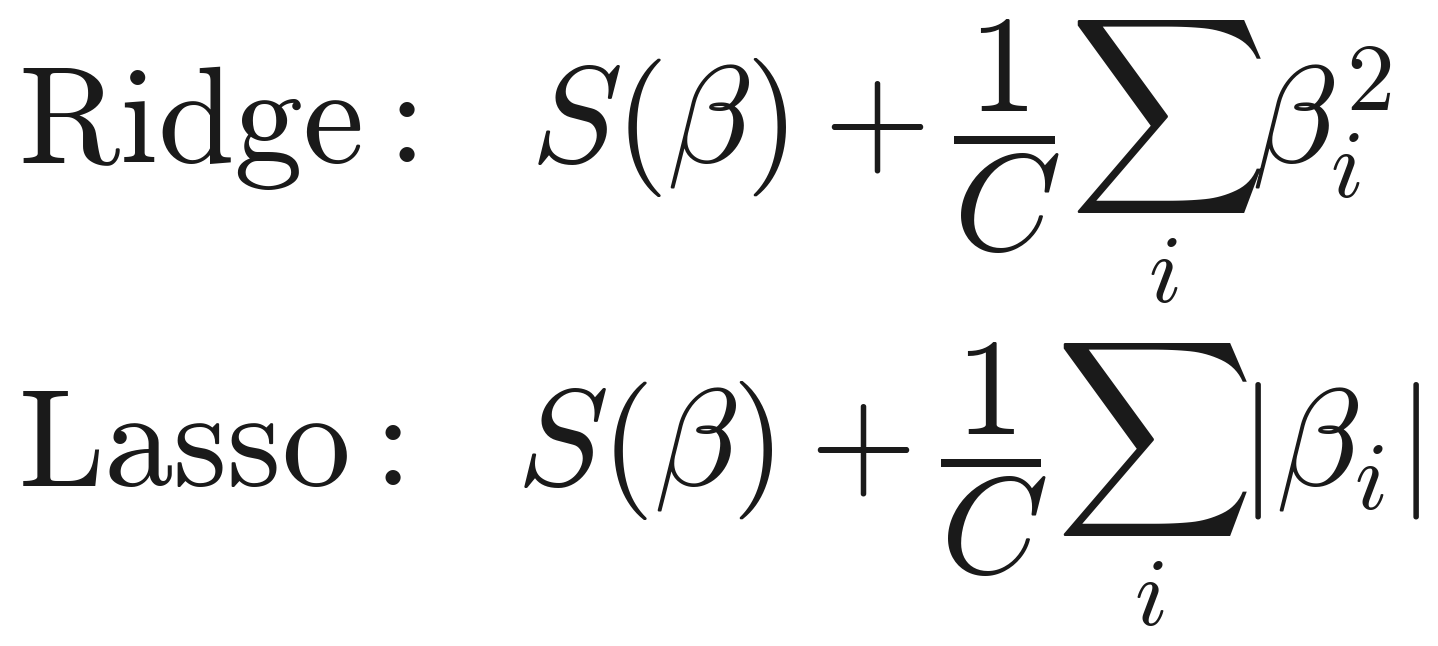 Ridge: S(β) + 1/C ∑_i β_i^2
Lasso: S(β) + 1/C ∑_i |β_i|